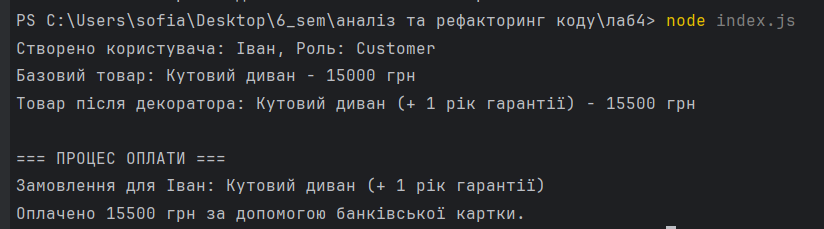 PS C:\Users\sofia\Desktop\6_sem\аналіз та рефакторинг коду\лаб4> node index.js
Створено користувача: Іван, Роль: Customer
Базовий товар: Кутовий диван - 15000 грн
Товар після декоратора: Кутовий диван (+ 1 рік гарантії) - 15500 грн
=== ПРОЦЕС ОПЛАТИ ===
Замовлення для Іван: Кутовий диван (+ 1 рік гарантії)
Оплачено 15500 грн за допомогою банківської картки.